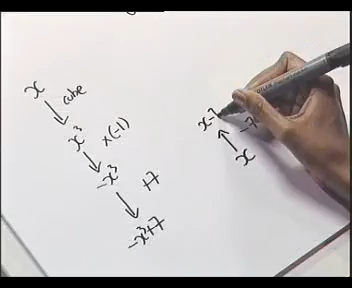 x
cube
x³
×(-1)
-x³
+7
-x³+7
x-7
-7
x